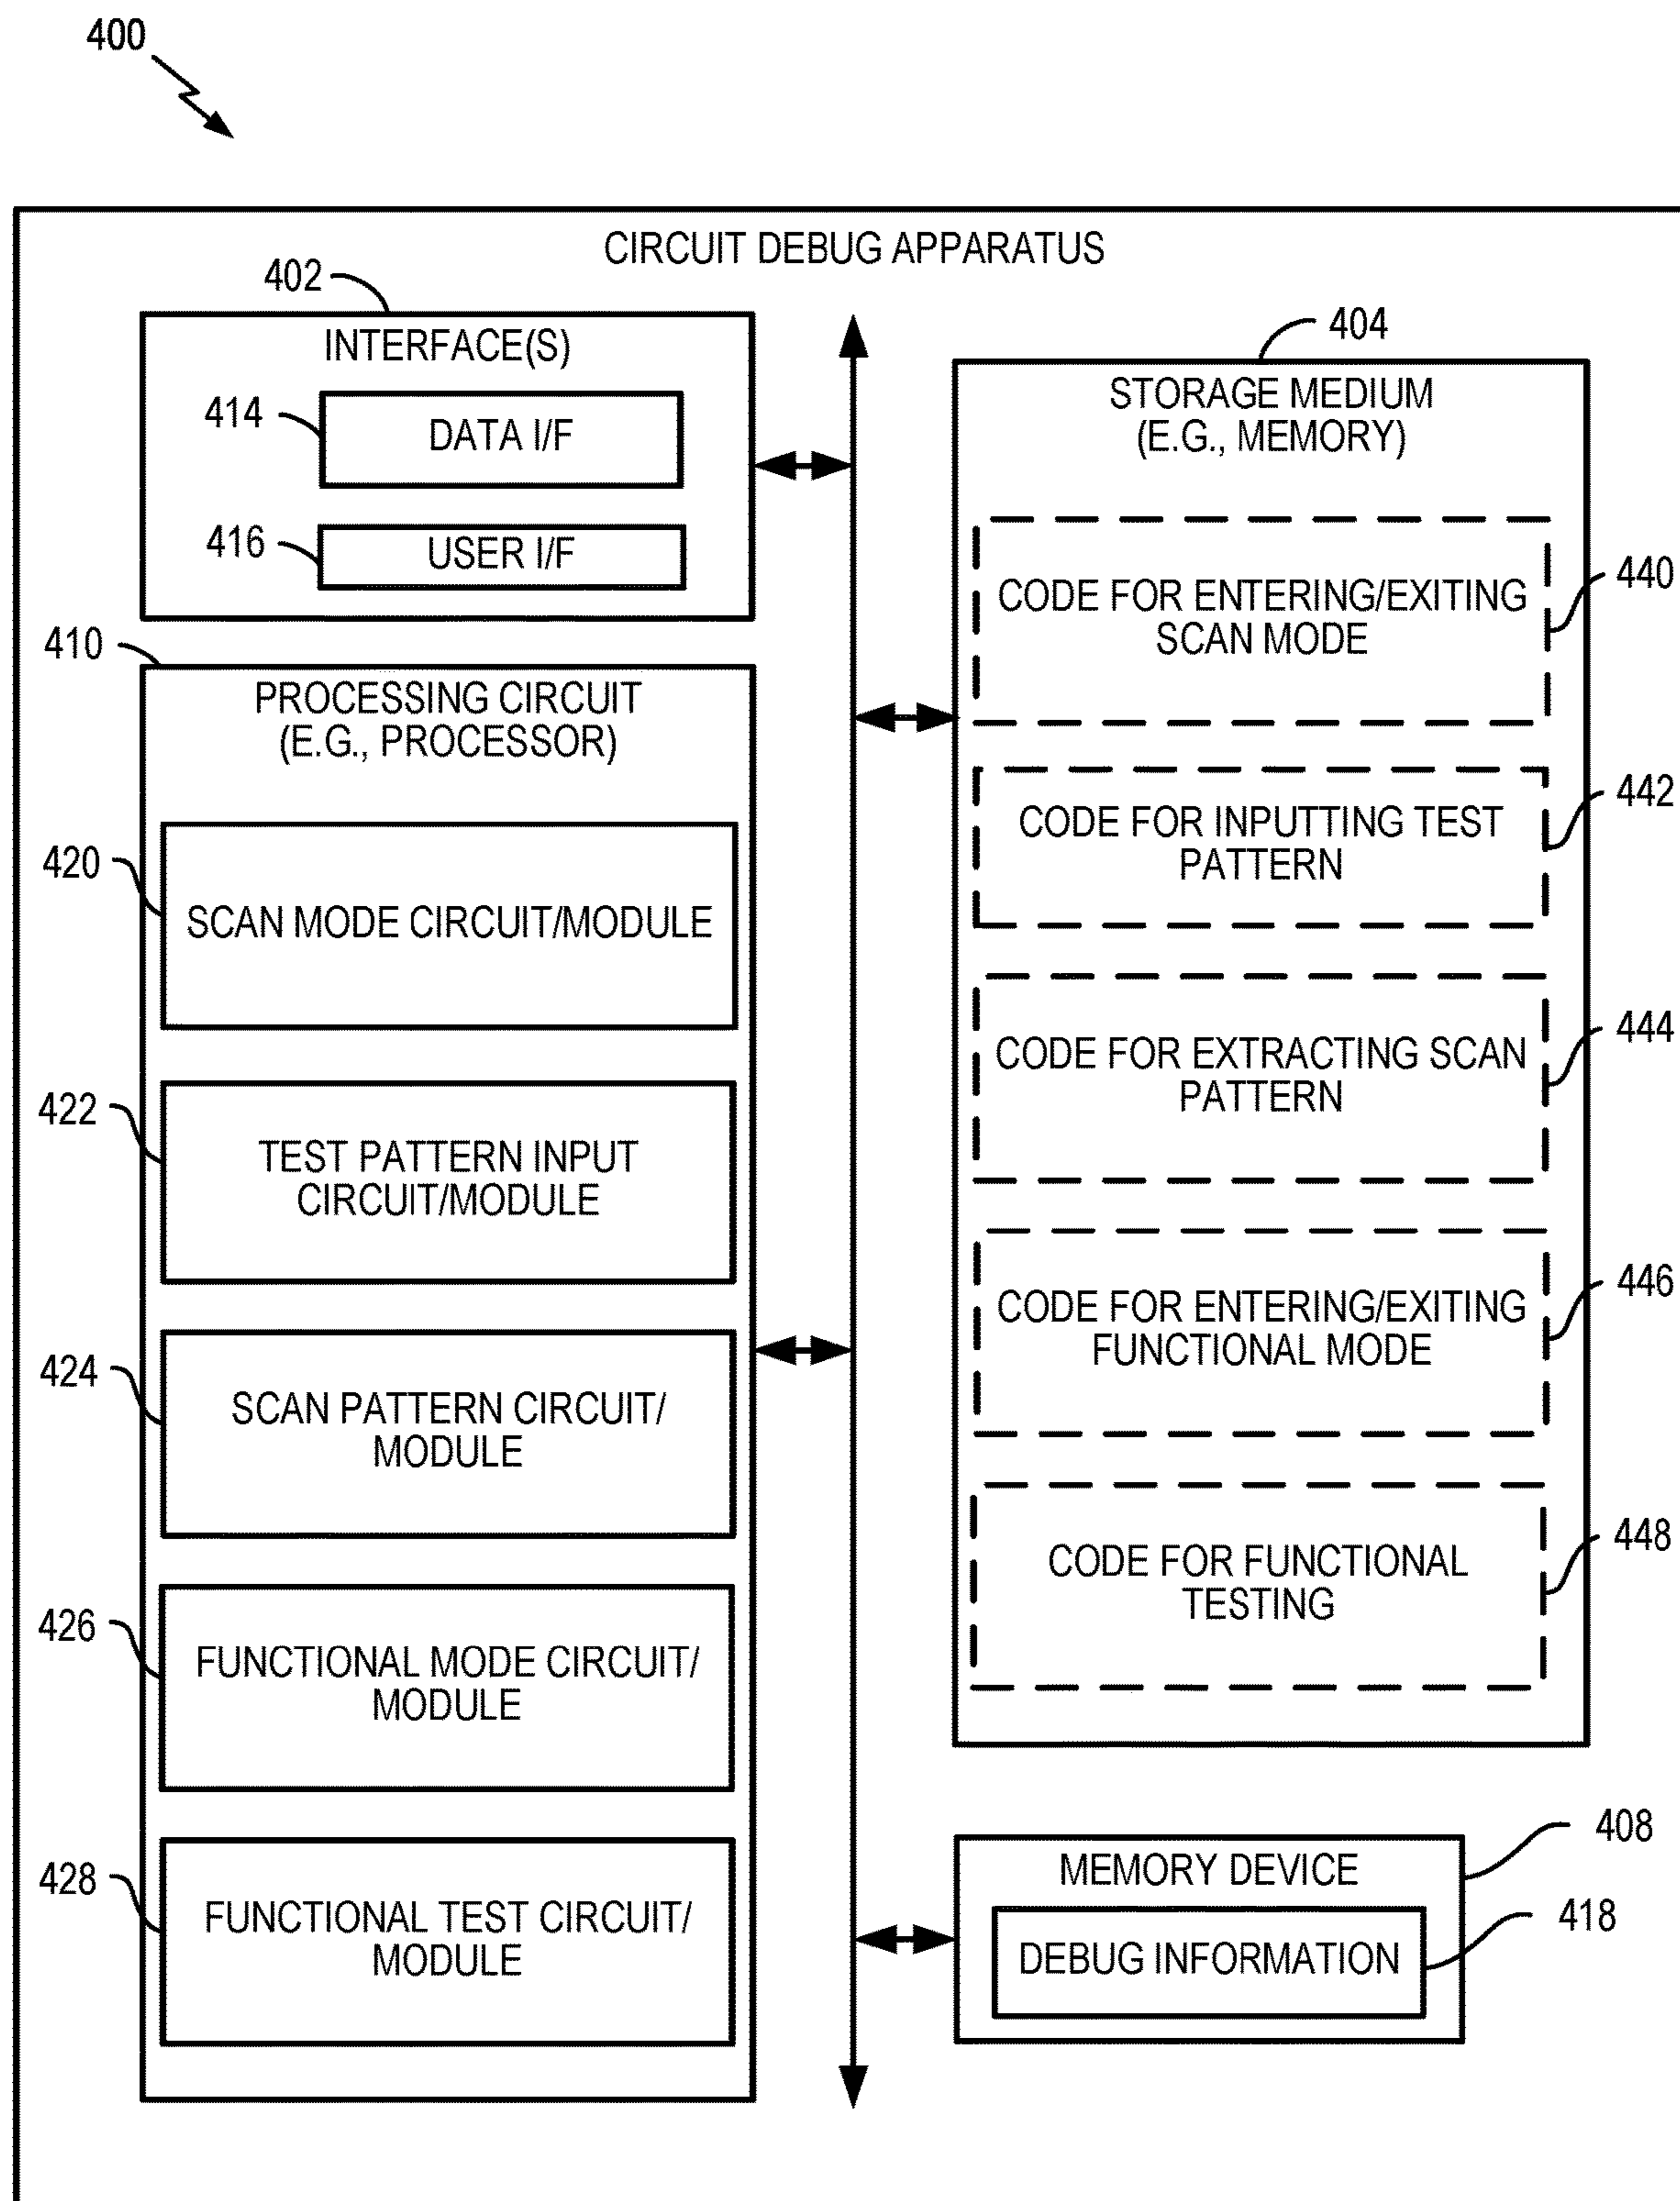 400
CIRCUIT DEBUG APPARATUS
402
INTERFACE(S)
414
DATA I/F
416
USER I/F
410
PROCESSING CIRCUIT
(E.G., PROCESSOR)
420
SCAN MODE CIRCUIT/MODULE
422
TEST PATTERN INPUT
CIRCUIT/MODULE
424
SCAN PATTERN CIRCUIT/
MODULE
426
FUNCTIONAL MODE CIRCUIT/
MODULE
428
FUNCTIONAL TEST CIRCUIT/
MODULE
404
STORAGE MEDIUM
(E.G., MEMORY)
CODE FOR ENTERING/EXITING
SCAN MODE
440
CODE FOR INPUTTING TEST
PATTERN
442
CODE FOR EXTRACTING SCAN
PATTERN
444
CODE FOR ENTERING/EXITING
FUNCTIONAL MODE
446
CODE FOR FUNCTIONAL
TESTING
448
408
MEMORY DEVICE
418
DEBUG INFORMATION